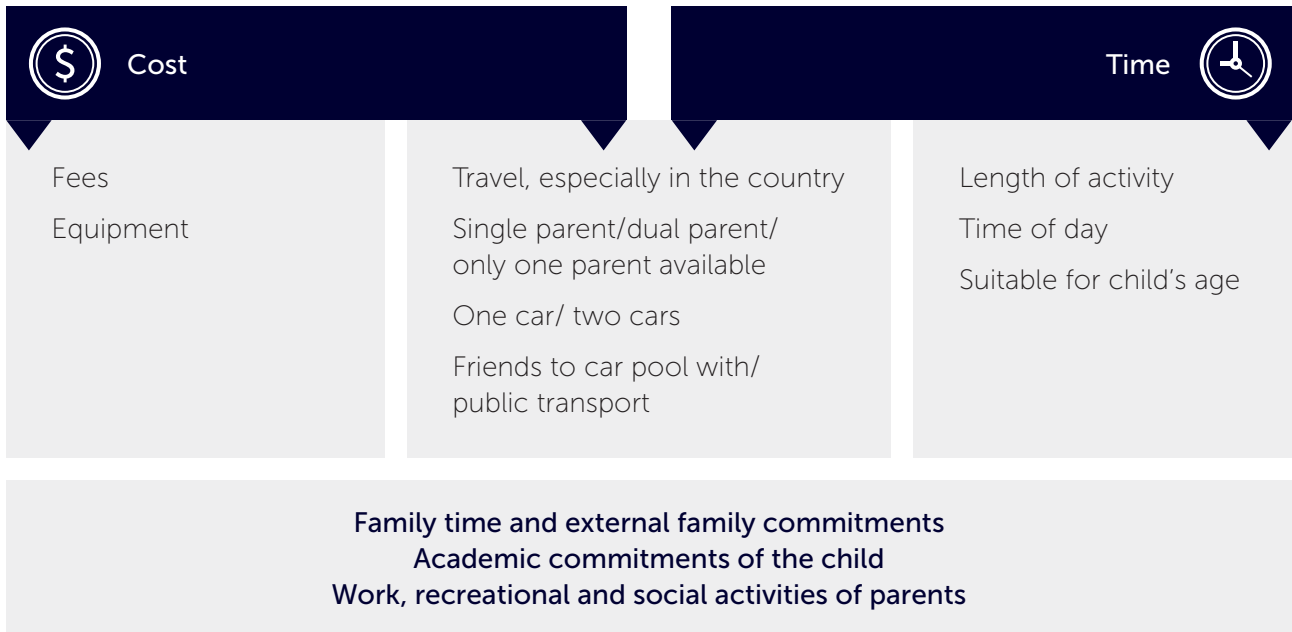 $ Cost
Time
Fees
Equipment
Travel, especially in the country
Single parent/dual parent/
only one parent available
One car/ two cars
Friends to car pool with/
public transport
Length of activity
Time of day
Suitable for child’s age
Family time and external family commitments
Academic commitments of the child
Work, recreational and social activities of parents